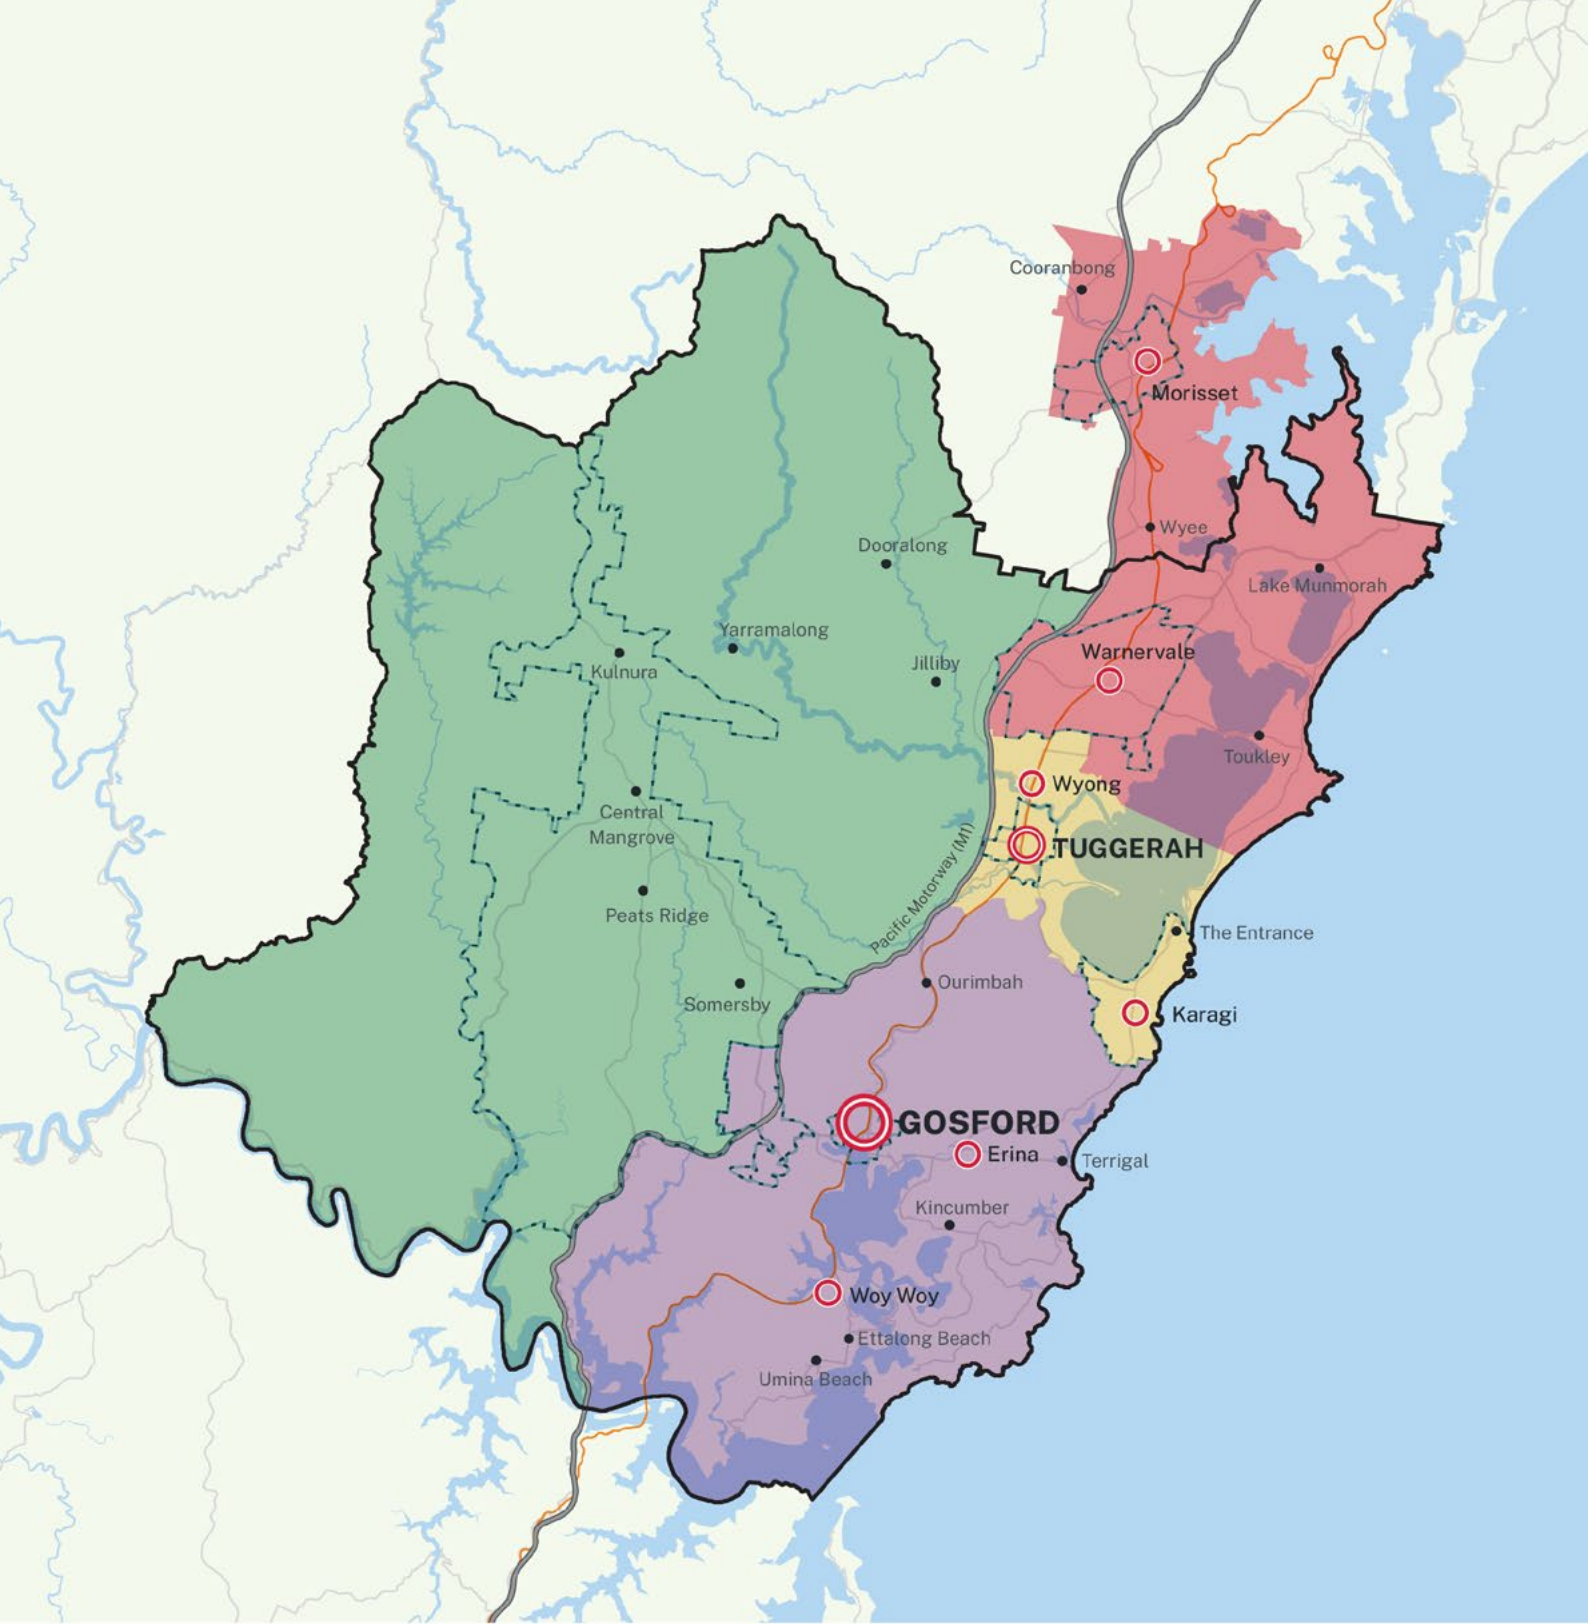 Cooranbong
Morisset
Wyee
Dooralong
Lake Munmorah
Yarramalong
Warnervale
Jilliby
Kulnura
Toukley
Wyong
Central
Mangrove
TUGGERAH
Pacific Motorway (M1)
Peats Ridge
The Entrance
Ourimbah
Somersby
Karagi
GOSFORD
Erina
Terrigal
Kincumber
Woy Woy
Ettalong Beach
Umina Beach